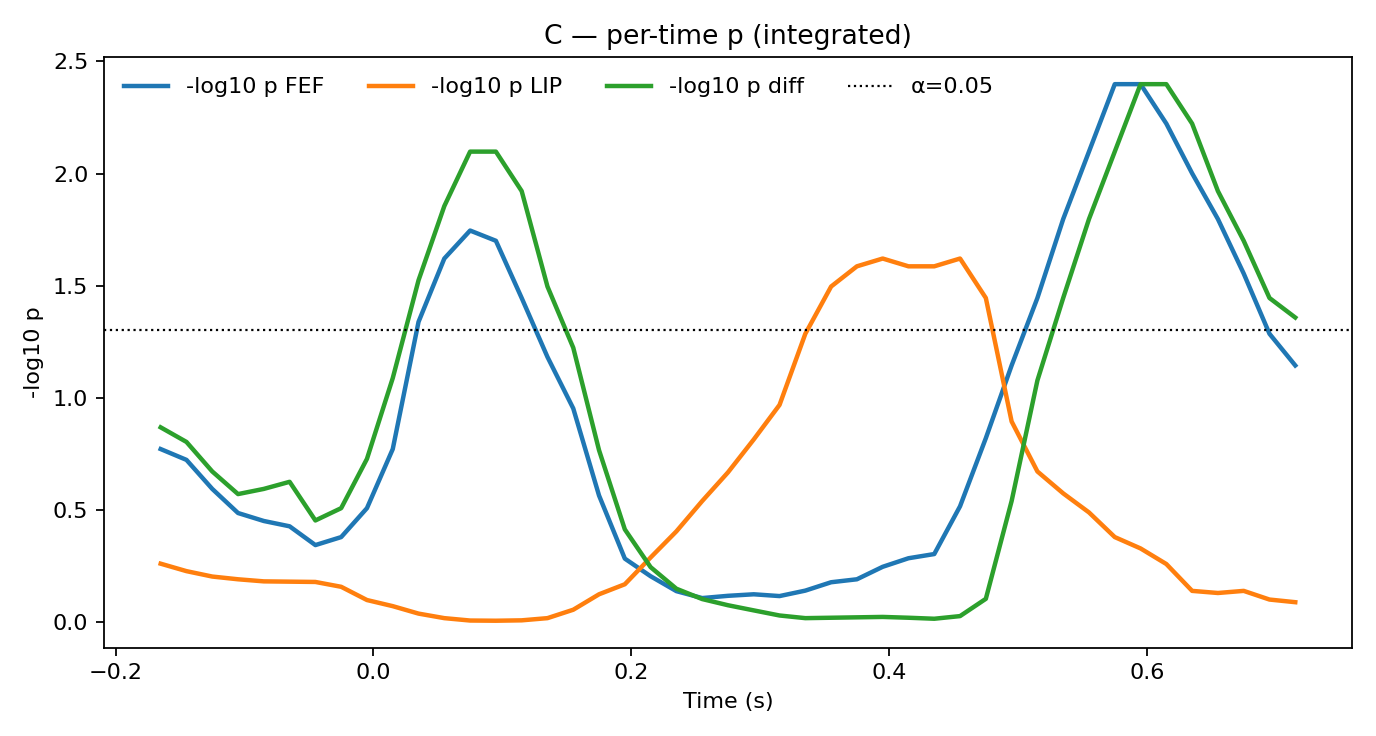 C — per-time p (integrated)
-log10 p FEF -log10 p LIP -log10 p diff α=0.05
2.5
2.0
1.5
1.0
0.5
0.0
-log10 p
−0.2 0.0 0.2 0.4 0.6
Time (s)